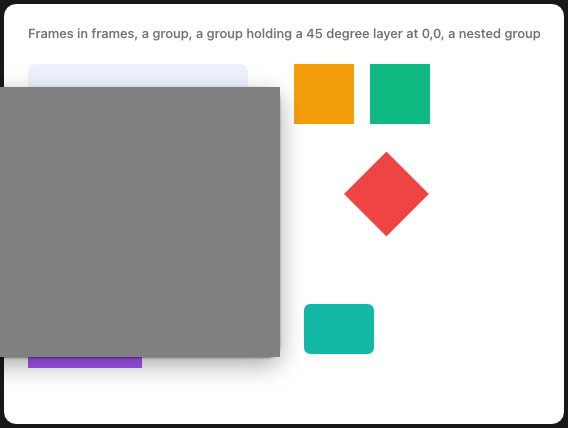 Frames in frames, a group, a group holding a 45 degree layer at 0,0, a nested group